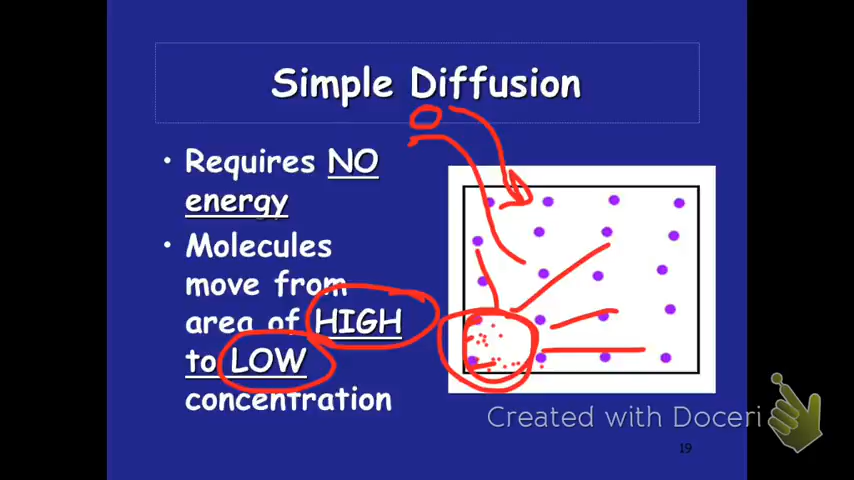 Simple Diffusion
• Requires NO
energy
• Molecules
move from
area of HIGH
to LOW
concentration
Created with Doceri
19